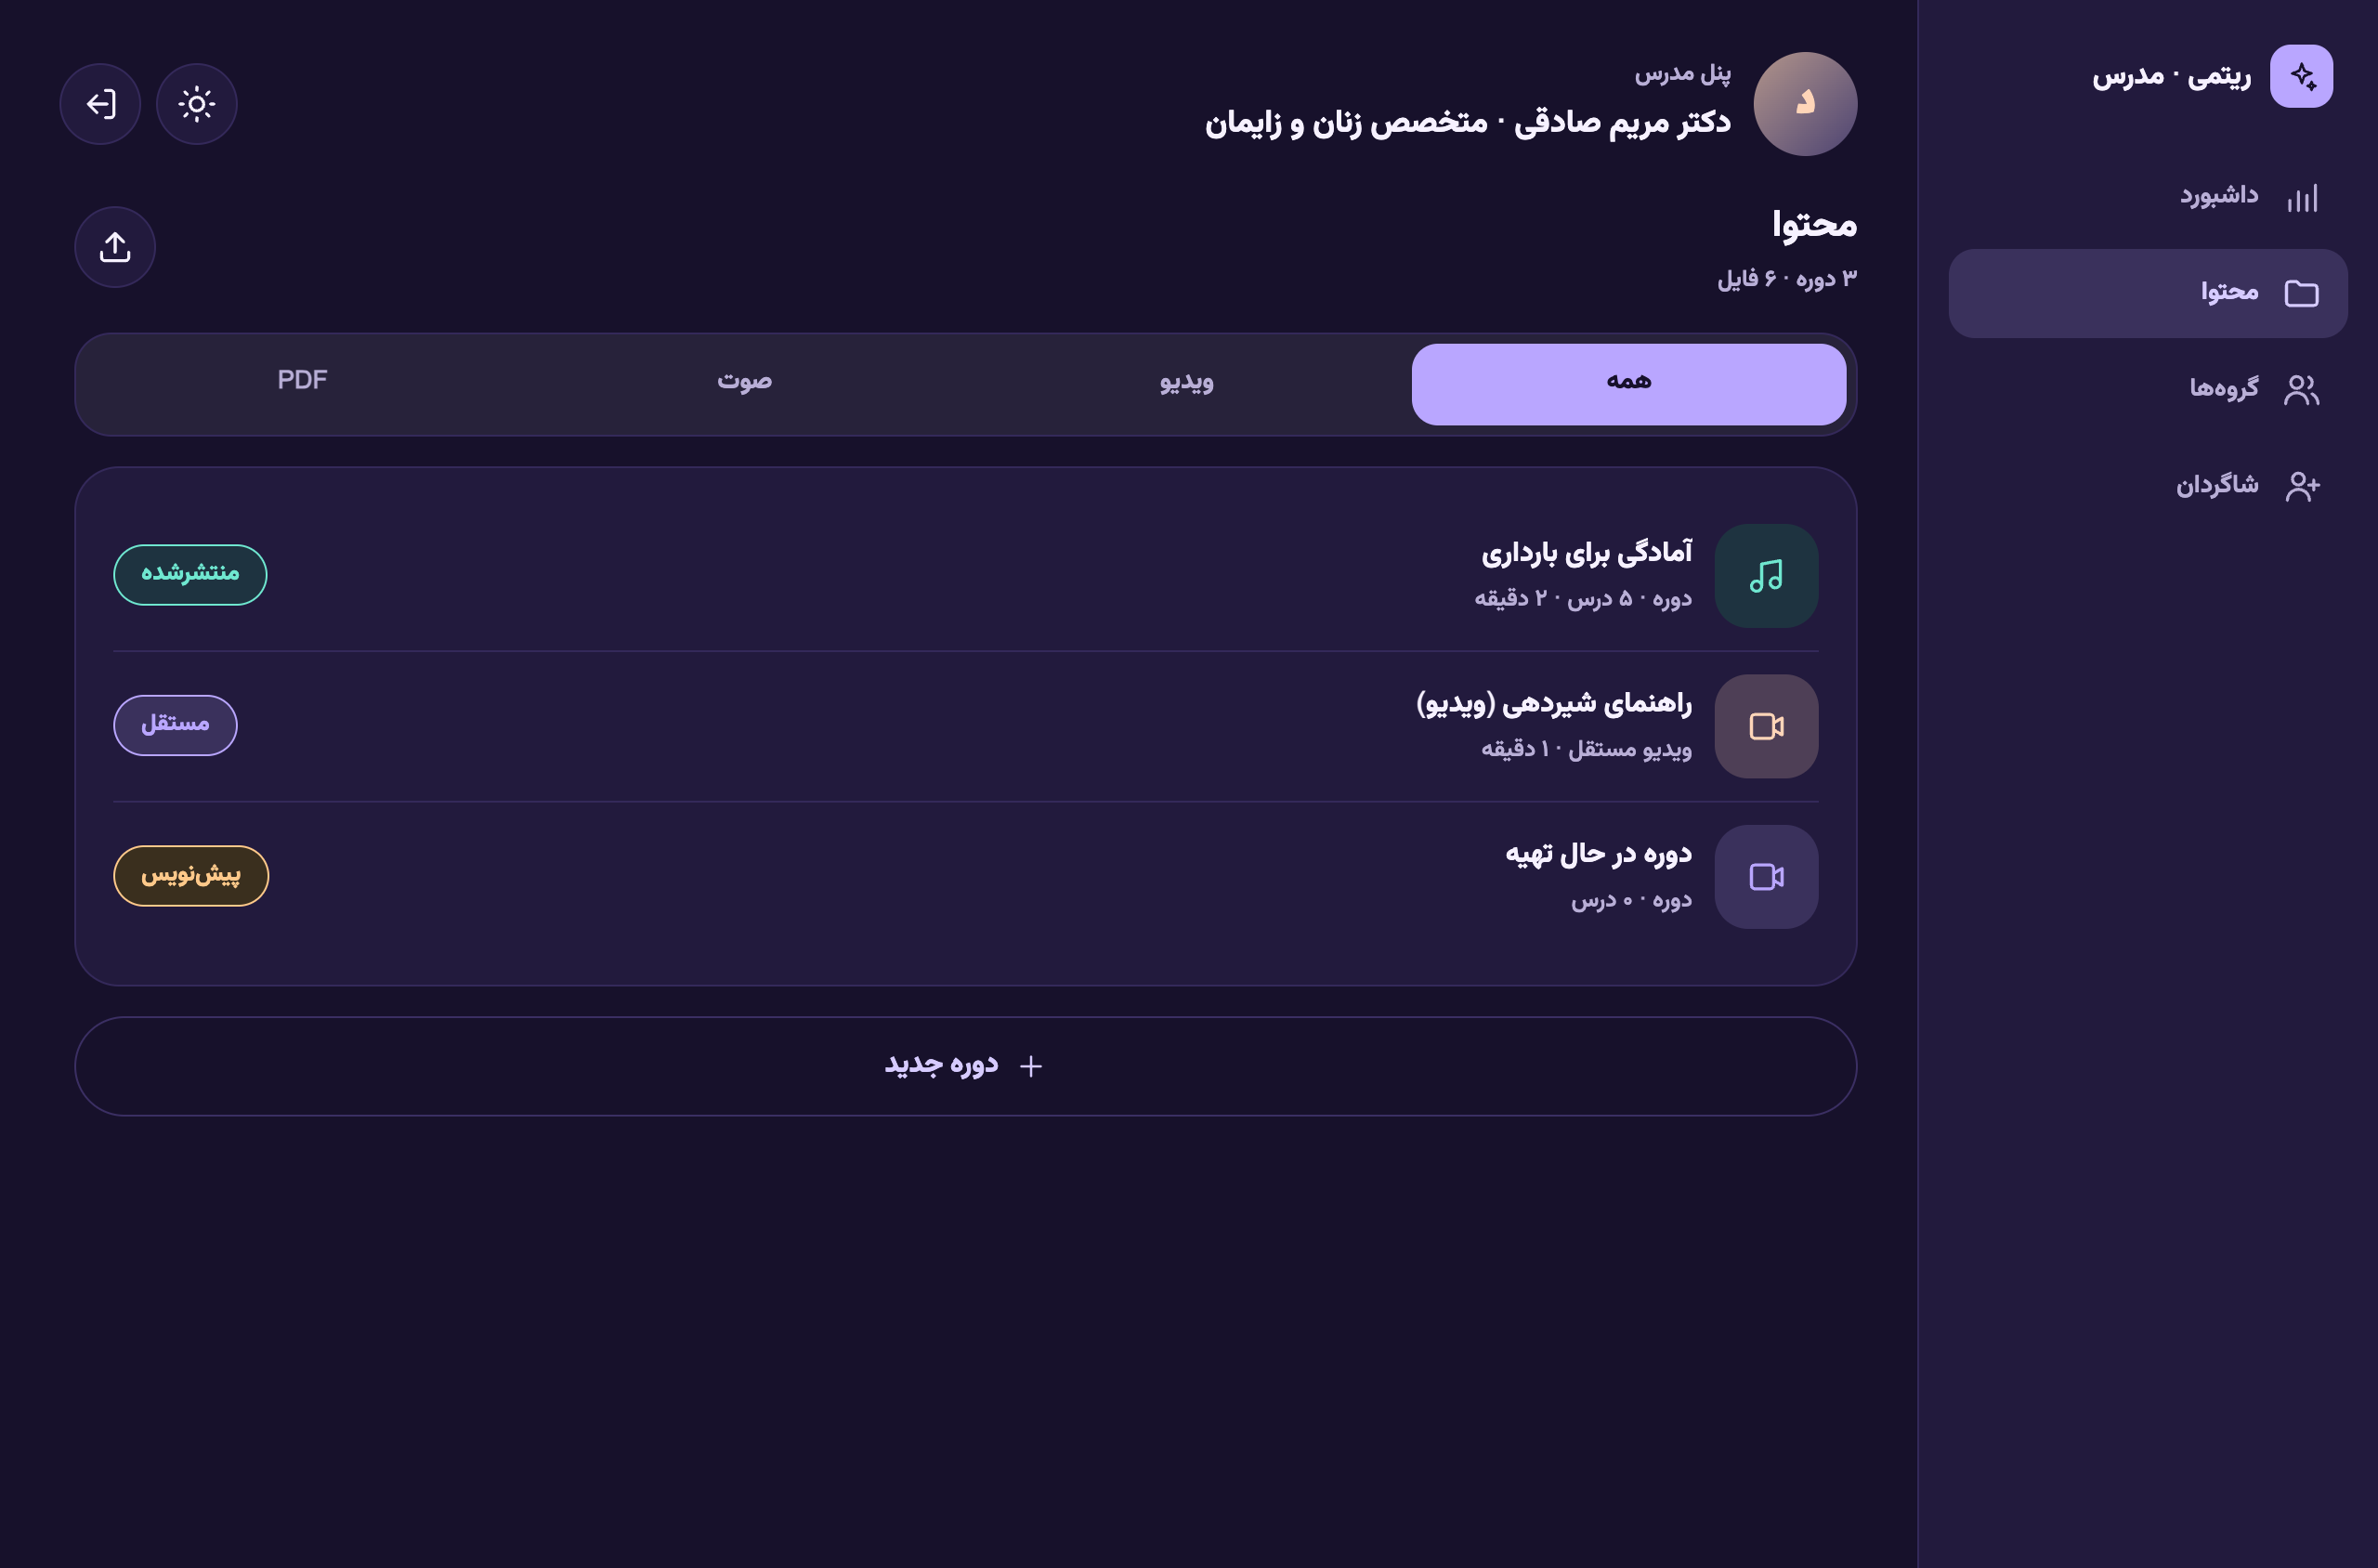 ریتمی · مدرس
داشبورد
محتوا
گروه‌ها
شاگردان
د
پنل مدرس
دکتر مریم صادقی · متخصص زنان و زایمان
محتوا
۳ دوره · ۶ فایل
همه
ویدیو
صوت
PDF
آمادگی برای بارداری
دوره · ۵ درس · ۲ دقیقه
منتشرشده
راهنمای شیردهی (ویدیو)
ویدیو مستقل · ۱ دقیقه
مستقل
دوره در حال تهیه
دوره · ۰ درس
پیش‌نویس
دوره جدید